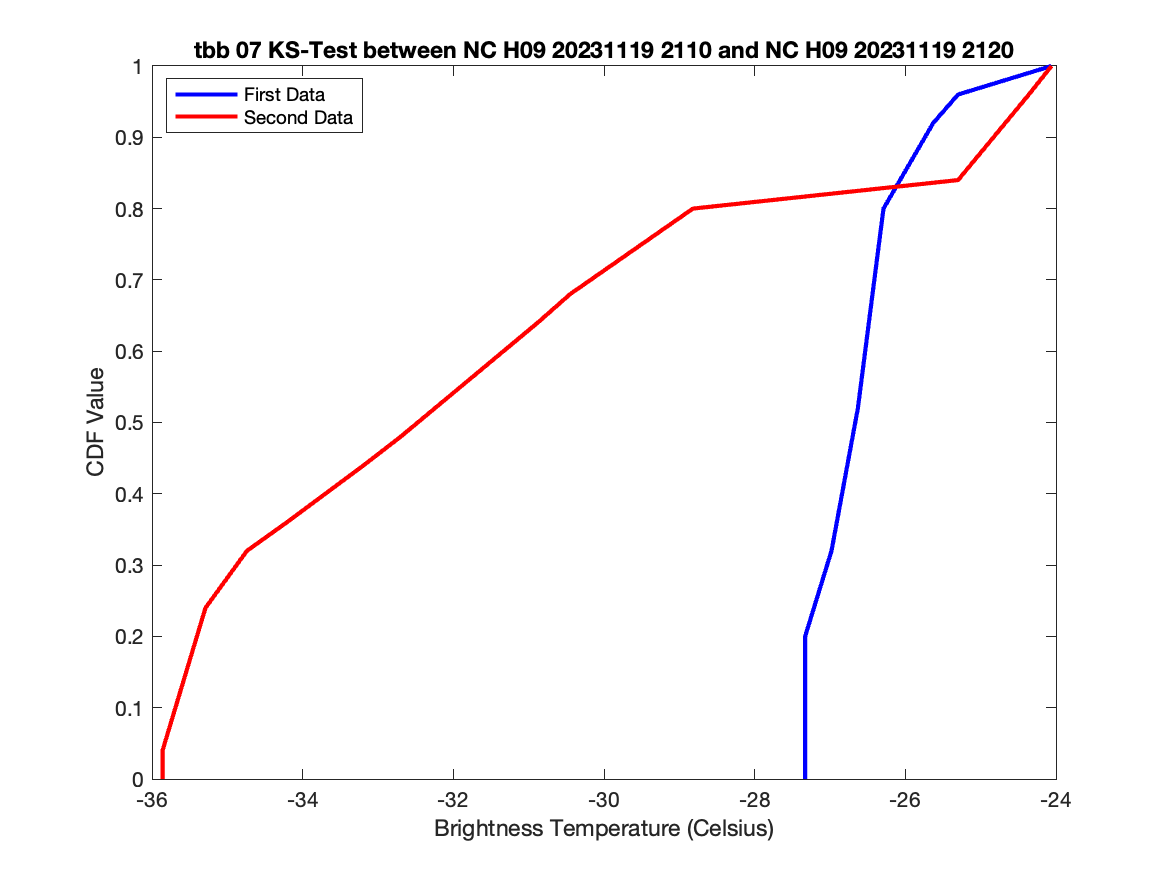 tbb 07 KS-Test between NC H09 20231119 2110 and NC H09 20231119 2120
First Data
Second Data
1
0.9
0.8
0.7
0.6
0.5
0.4
0.3
0.2
0.1
0
CDF Value
-36 -34 -32 -30 -28 -26 -24
Brightness Temperature (Celsius)